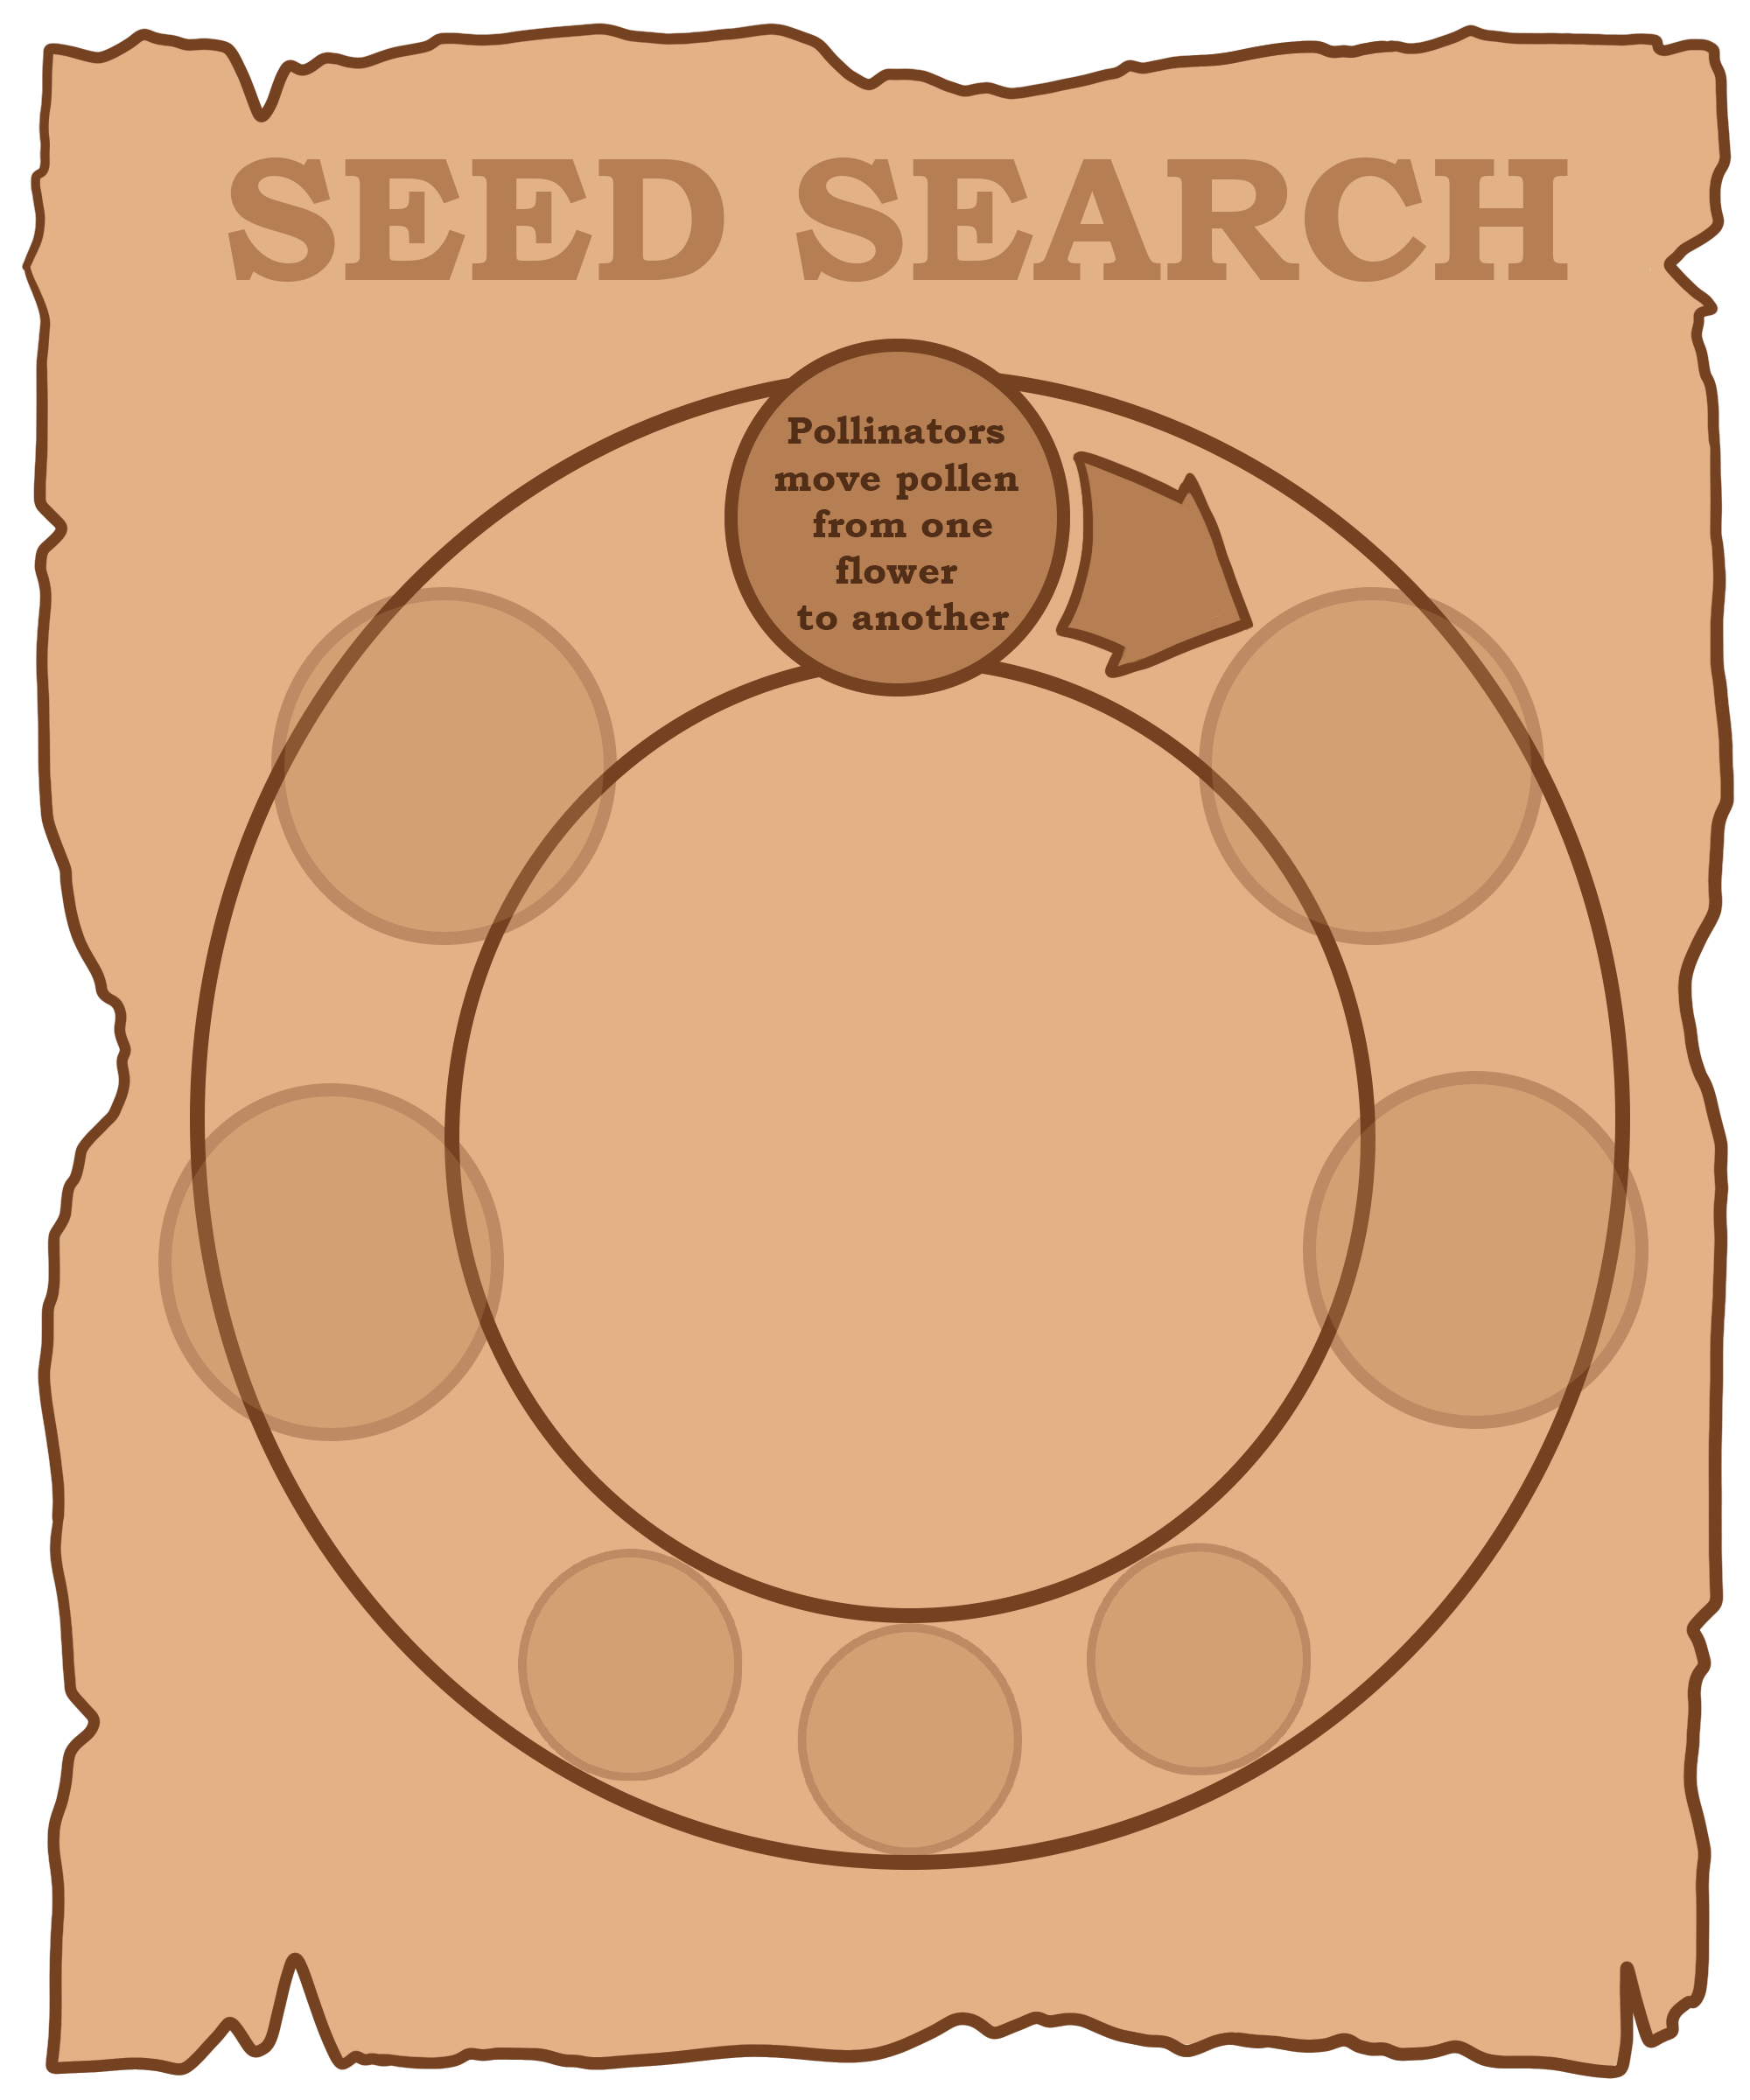 SEED SEARCH
Pollinators
move pollen
from one
flower
to another